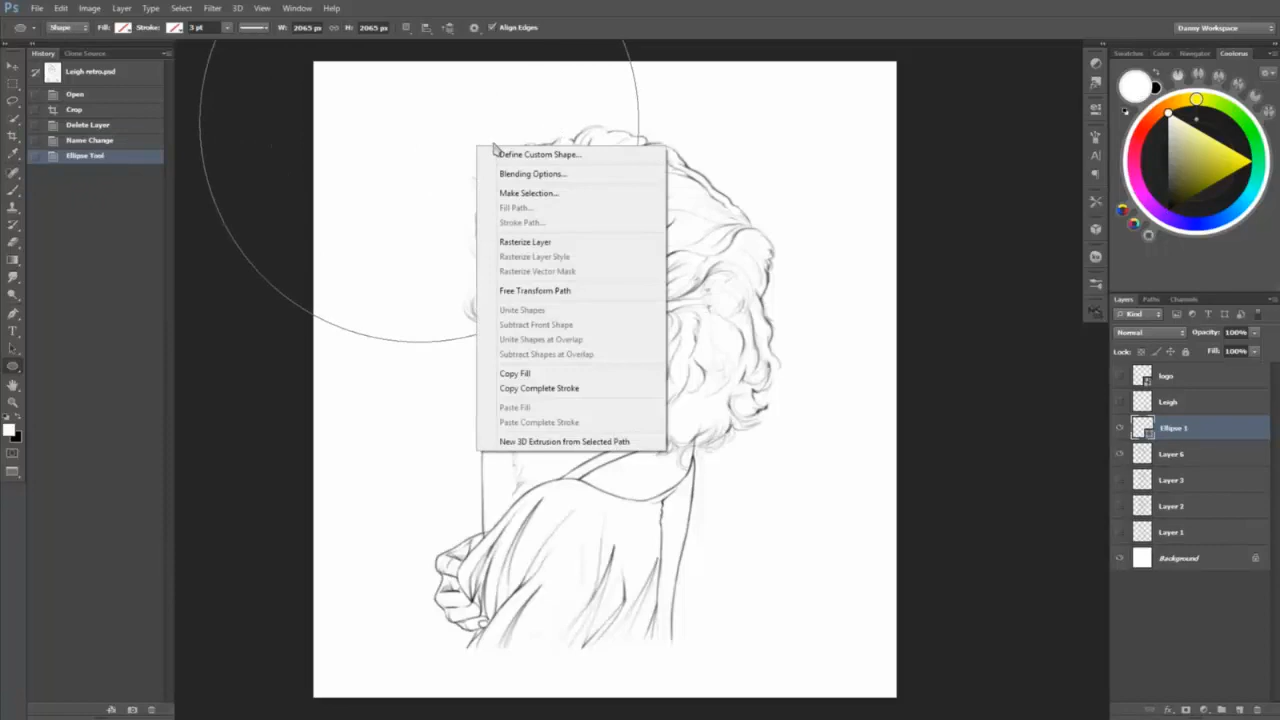 Ps File Edit Image Layer Type Select Filter 3D View Window Help
Shape Fill: Stroke: 3 pt W: 2065 px H: 2065 px Align Edges Danny Workspace
History Clone Source
Leigh retro.psd
Open
Crop
Delete Layer
Name Change
Ellipse Tool
Define Custom Shape...
Blending Options...
Make Selection...
Fill Path...
Stroke Path...
Rasterize Layer
Rasterize Layer Style
Rasterize Vector Mask
Free Transform Path
Unite Shapes
Subtract Front Shape
Unite Shapes at Overlap
Subtract Shapes at Overlap
Copy Fill
Copy Complete Stroke
Paste Fill
Paste Complete Stroke
New 3D Extrusion from Selected Path
Swatches Color Navigator Coolorus
Layers Paths Channels
Kind
Normal Opacity: 100%
Lock: Fill: 100%
logo
Leigh
Ellipse 1
Layer 6
Layer 3
Layer 2
Layer 1
Background